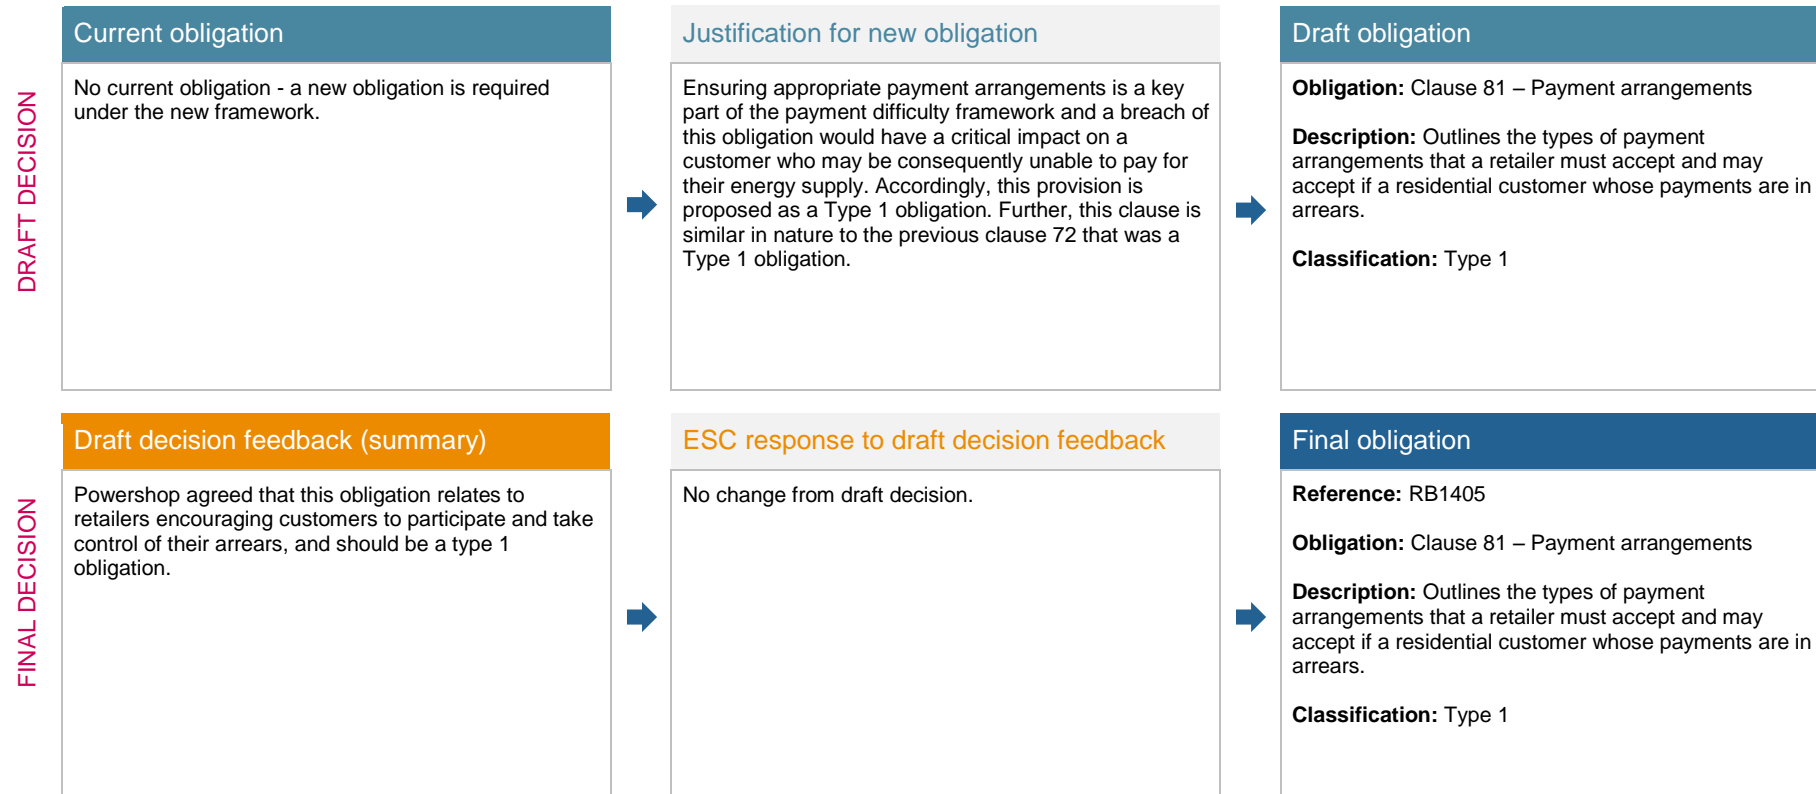 DRAFT DECISION
Current obligation
No current obligation - a new obligation is required
under the new framework.
Justification for new obligation
Ensuring appropriate payment arrangements is a key
part of the payment difficulty framework and a breach of
this obligation would have a critical impact on a
customer who may be consequently unable to pay for
their energy supply. Accordingly, this provision is
proposed as a Type 1 obligation. Further, this clause is
similar in nature to the previous clause 72 that was a
Type 1 obligation.
Draft obligation
Obligation: Clause 81 – Payment arrangements
Description: Outlines the types of payment
arrangements that a retailer must accept and may
accept if a residential customer whose payments are in
arrears.
Classification: Type 1
FINAL DECISION
Draft decision feedback (summary)
Powershop agreed that this obligation relates to
retailers encouraging customers to participate and take
control of their arrears, and should be a type 1
obligation.
ESC response to draft decision feedback
No change from draft decision.
Final obligation
Reference: RB1405
Obligation: Clause 81 – Payment arrangements
Description: Outlines the types of payment
arrangements that a retailer must accept and may
accept if a residential customer whose payments are in
arrears.
Classification: Type 1